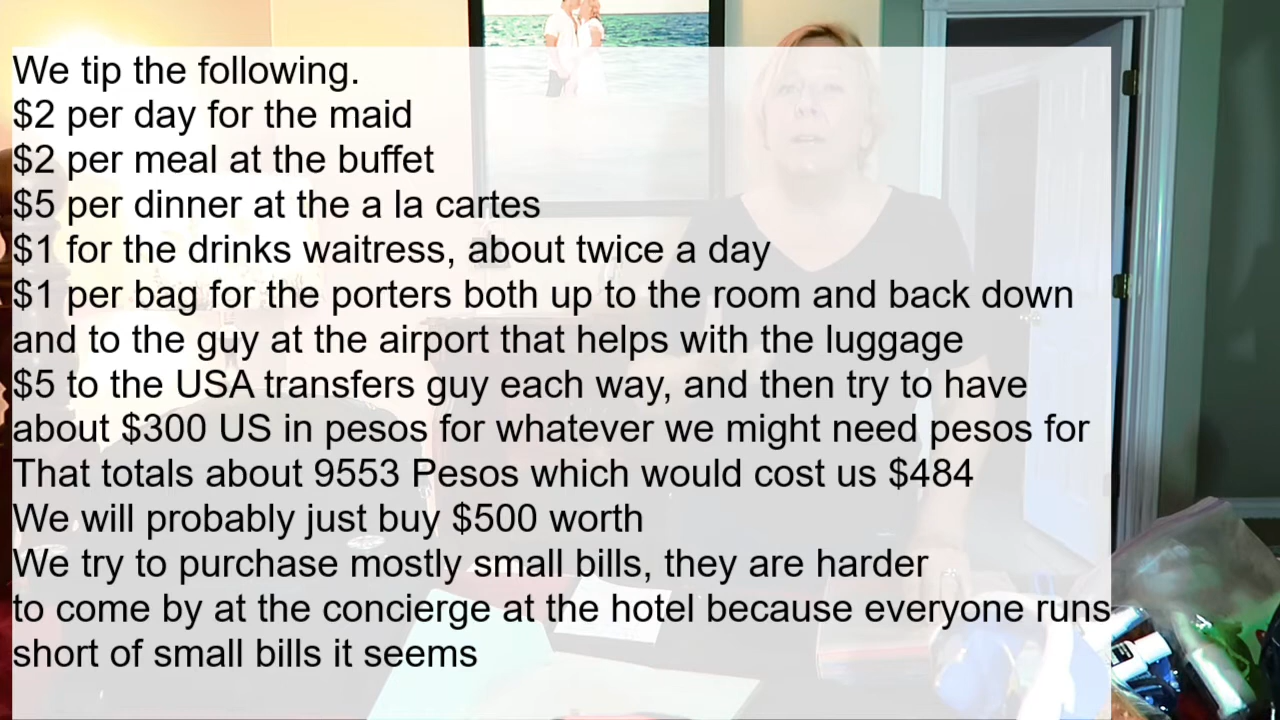 We tip the following.
$2 per day for the maid
$2 per meal at the buffet
$5 per dinner at the a la cartes
$1 for the drinks waitress, about twice a day
$1 per bag for the porters both up to the room and back down
and to the guy at the airport that helps with the luggage
$5 to the USA transfers guy each way, and then try to have
about $300 US in pesos for whatever we might need pesos for
That totals about 9553 Pesos which would cost us $484
We will probably just buy $500 worth
We try to purchase mostly small bills, they are harder
to come by at the concierge at the hotel because everyone runs
short of small bills it seems